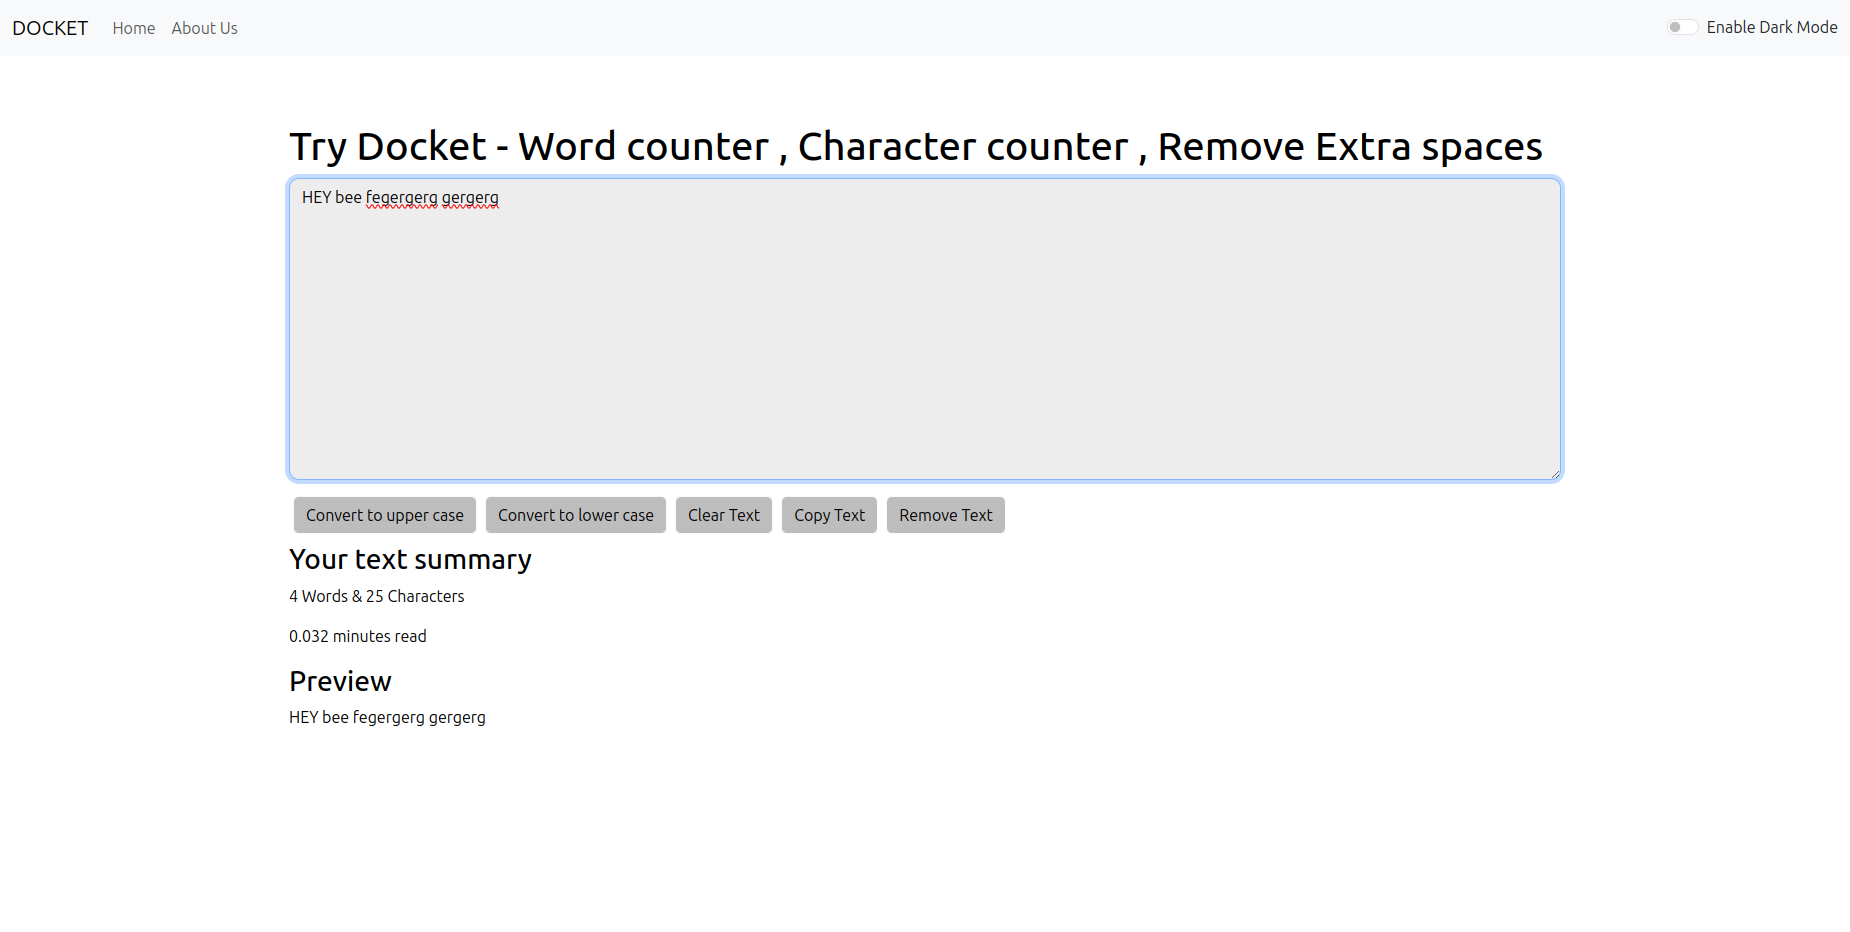 DOCKET Home About Us Enable Dark Mode
Try Docket - Word counter , Character counter , Remove Extra spaces
HEY bee fegergerg gergerg
Convert to upper case Convert to lower case Clear Text Copy Text Remove Text
Your text summary
4 Words & 25 Characters
0.032 minutes read
Preview
HEY bee fegergerg gergerg